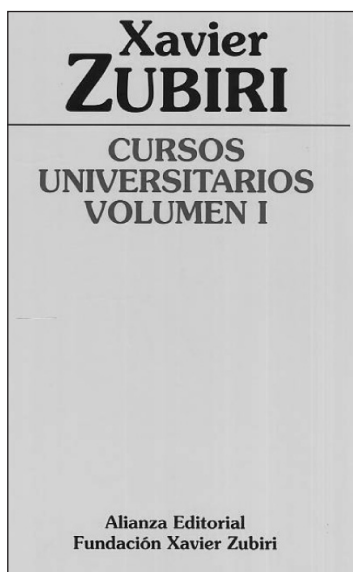 Xavier
ZUBIRI
CURSOS
UNIVERSITARIOS
VOLUMEN I
Alianza Editorial
Fundación Xavier Zubiri